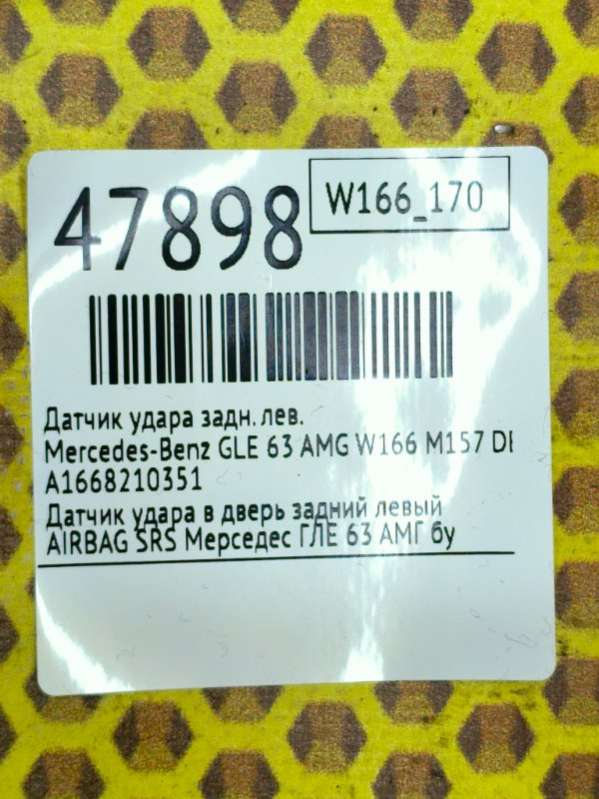 47898
W166_170
Датчик удара задн. лев.
Mercedes-Benz GLE 63 AMG W166 M157 DE
A1668210351
Датчик удара в дверь задний левый
AIRBAG SRS Мерседес ГЛЕ 63 АМГ бу